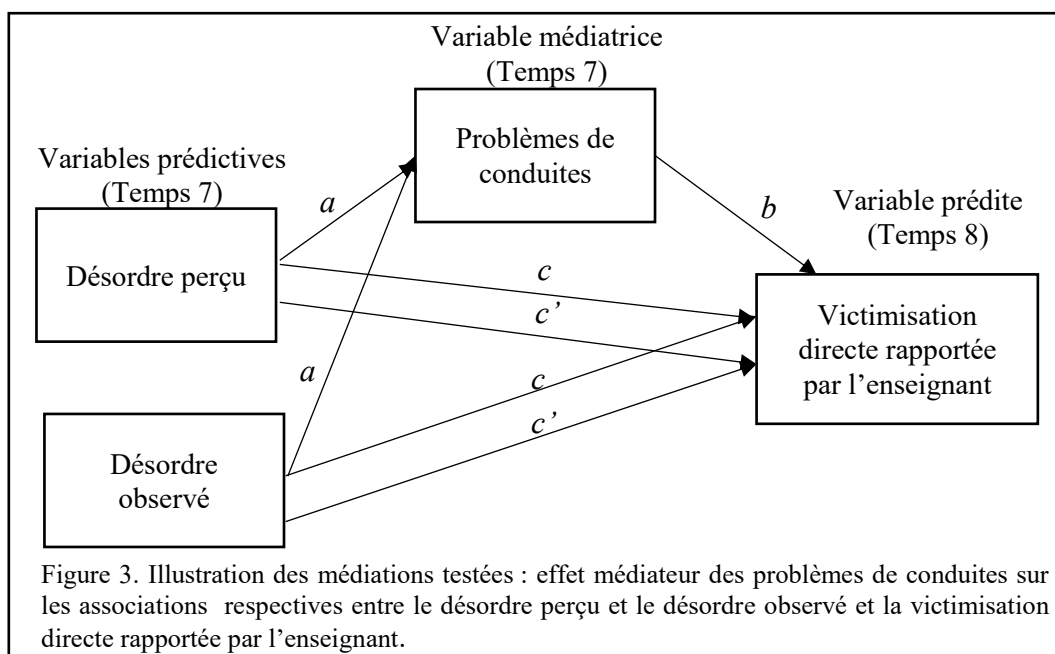 Variable médiatrice
(Temps 7)
Problèmes de
conduites
Variables prédictives
(Temps 7)
a
b
Variable prédite
(Temps 8)
Désordre perçu
c
c’
Victimisation
directe rapportée
par l’enseignant
a
c
c’
Désordre
observé
Figure 3. Illustration des médiations testées : effet médiateur des problèmes de conduites sur
les associations respectives entre le désordre perçu et le désordre observé et la victimisation
directe rapportée par l’enseignant.